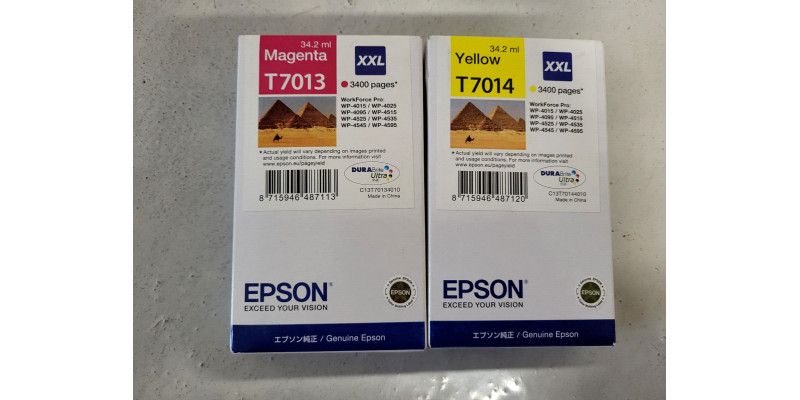 34.2 ml
Magenta
T7013
XXL
3400 pages*
WorkForce Pro:
WP-4015 / WP-4025
WP-4095 / WP-4515
WP-4525 / WP-4535
WP-4545 / WP-4595
* Actual yield will vary depending on images printed
and usage conditions. For more information visit
www.epson.eu/pageyield
DURABrite
Ultra
INK
C13T70134010
Made in China
8 715946 487113
EPSON
EXCEED YOUR VISION
EPSON
エプソン純正 / Genuine Epson
34.2 ml
Yellow
T7014
XXL
3400 pages*
WorkForce Pro:
WP-4015 / WP-4025
WP-4095 / WP-4515
WP-4525 / WP-4535
WP-4545 / WP-4595
* Actual yield will vary depending on images printed
and usage conditions. For more information visit
www.epson.eu/pageyield
DURABrite
Ultra
INK
C13T70144010
Made in China
8 715946 487120
EPSON
EXCEED YOUR VISION
EPSON
エプソン純正 / Genuine Epson